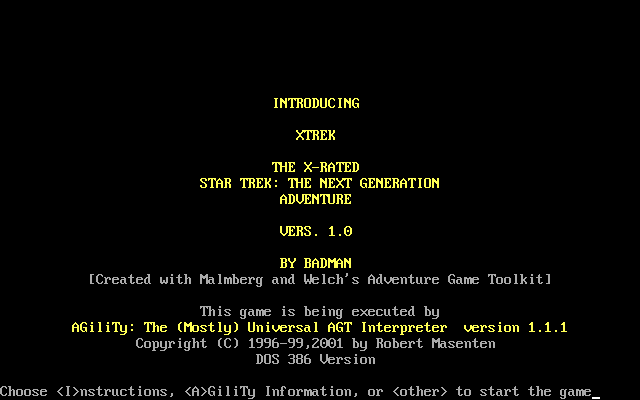 INTRODUCING
XTREK
THE X-RATED
STAR TREK: THE NEXT GENERATION
ADVENTURE
VERS. 1.0
BY BADMAN
[Created with Malmberg and Welch's Adventure Game Toolkit]
This game is being executed by
AGiliTy: The (Mostly) Universal AGT Interpreter  version 1.1.1
Copyright (C) 1996-99,2001 by Robert Masenten
DOS 386 Version
Choose <I>nstructions, <A>GiliTy Information, or <other> to start the game_